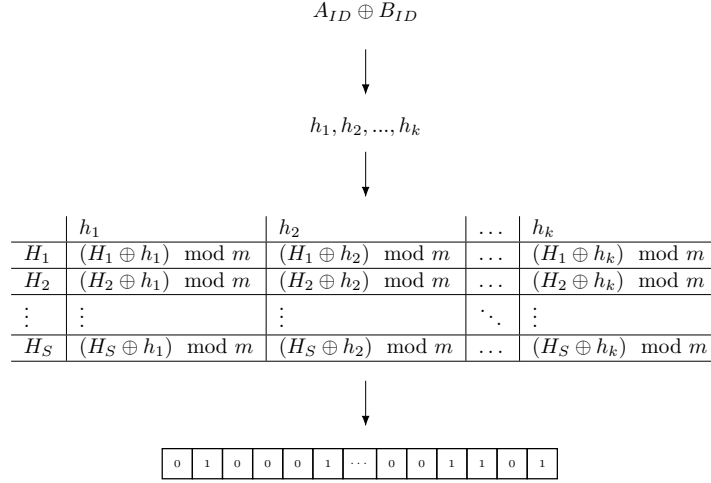 A_{ID} ⊕ B_{ID}
h_1, h_2, ..., h_k
h_1 h_2 … h_k
H_1 (H_1 ⊕ h_1) mod m (H_1 ⊕ h_2) mod m … (H_1 ⊕ h_k) mod m
H_2 (H_2 ⊕ h_1) mod m (H_2 ⊕ h_2) mod m … (H_2 ⊕ h_k) mod m
⋮ ⋮ ⋮ ⋱ ⋮
H_S (H_S ⊕ h_1) mod m (H_S ⊕ h_2) mod m … (H_S ⊕ h_k) mod m
0 1 0 0 0 1 ··· 0 0 1 1 0 1